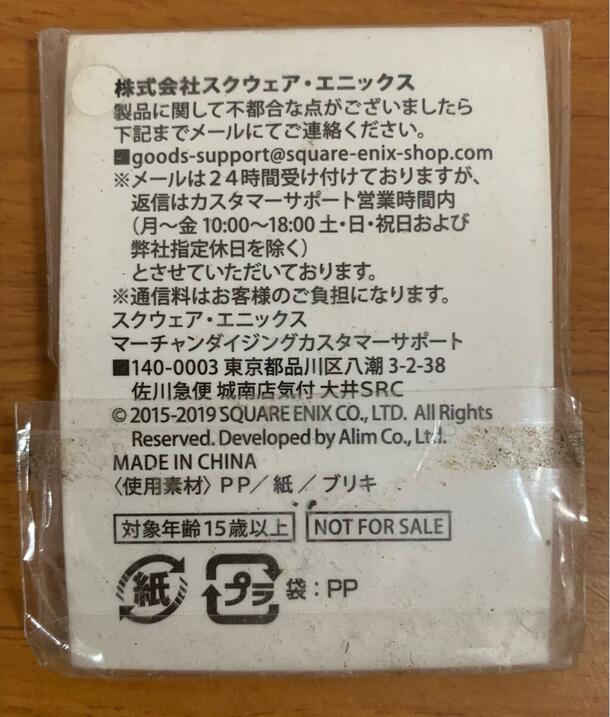 株式会社スクウェア・エニックス
製品に関して不都合な点がございましたら
下記までメールにてご連絡ください。
■goods-support@square-enix-shop.com
※メールは２４時間受け付けておりますが、
返信はカスタマーサポート営業時間内
（月～金 10:00～18:00 土・日・祝日および
弊社指定休日を除く）
とさせていただいております。
※通信料はお客様のご負担になります。
スクウェア・エニックス
マーチャンダイジングカスタマーサポート
■140-0003 東京都品川区八潮 3-2-38
佐川急便 城南店気付 大井SRC
© 2015-2019 SQUARE ENIX CO., LTD. All Rights
Reserved. Developed by Alim Co., Ltd.
MADE IN CHINA
〈使用素材〉ＰＰ／紙／ブリキ
対象年齢15歳以上 NOT FOR SALE
紙 プラ 袋：PP